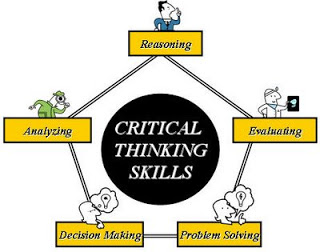 Reasoning
Analyzing
Evaluating
CRITICAL
THINKING
SKILLS
Decision Making
Problem Solving